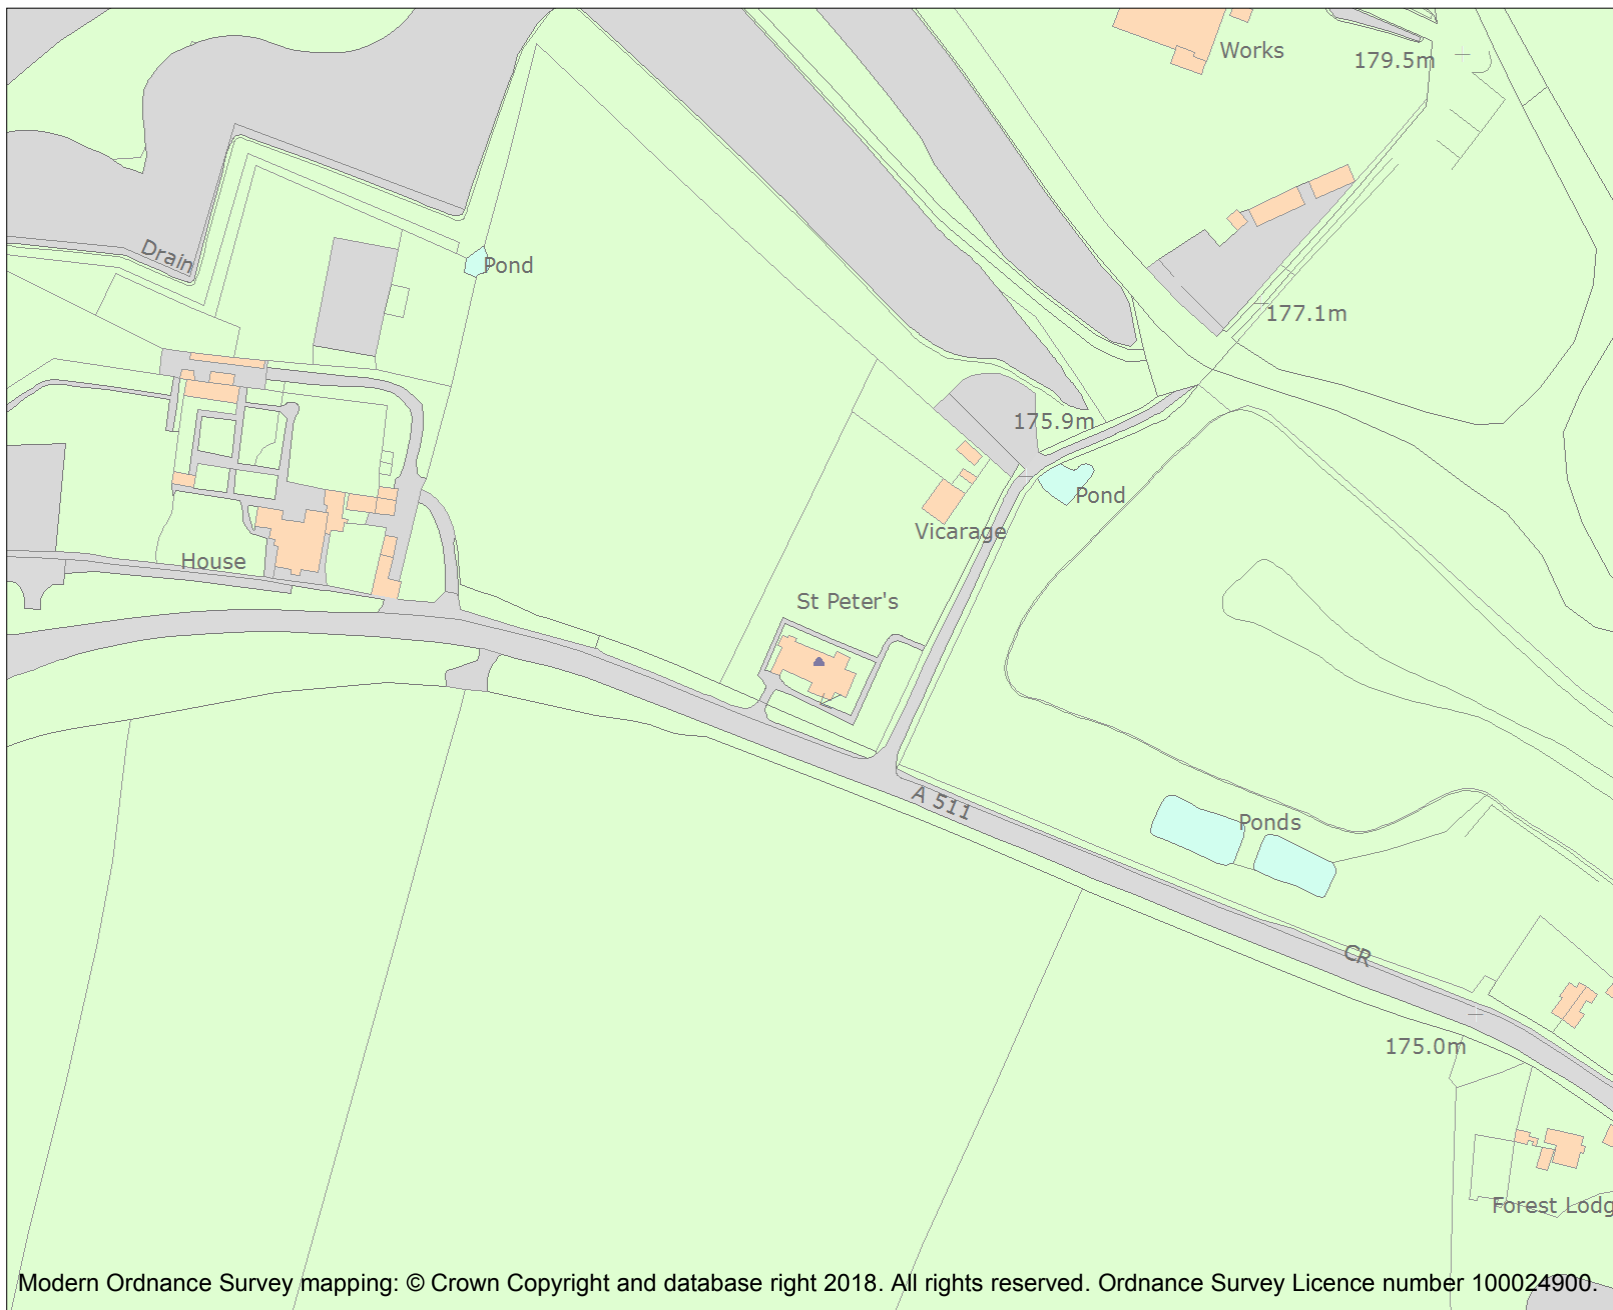 Works
179.5m
Drain
Pond
177.1m
175.9m
Pond
Vicarage
House
St Peter's
A 511
Ponds
CR
175.0m
Forest Lodg
Modern Ordnance Survey mapping: © Crown Copyright and database right 2018. All rights reserved. Ordnance Survey Licence number 100024900.